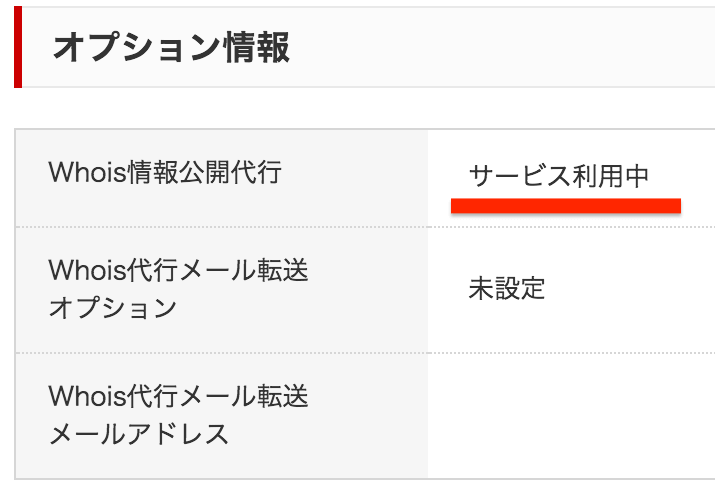 オプション情報
Whois情報公開代行
サービス利用中
Whois代行メール転送
オプション
未設定
Whois代行メール転送
メールアドレス